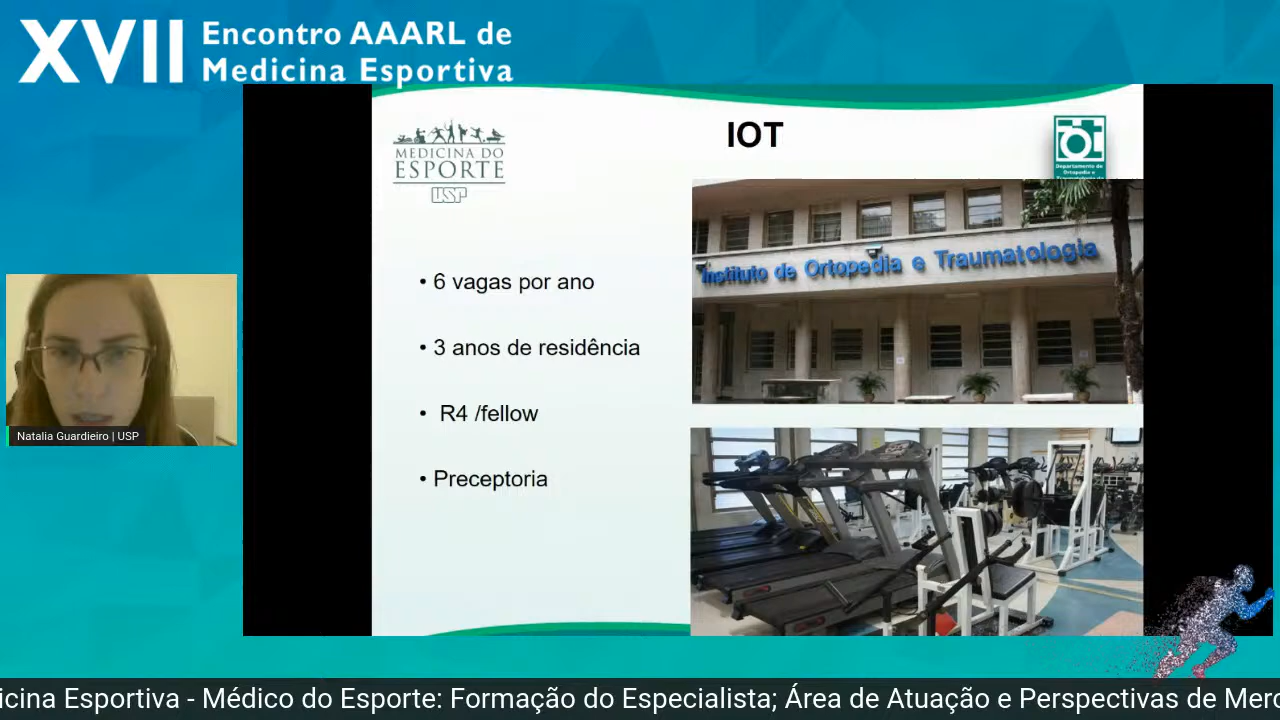 XVII
Encontro AAARL de
Medicina Esportiva
MEDICINA DO
ESPORTE
USP
IOT
iot
Departamento de
Ortopedia e
Instituto de Ortopedia e Traumatologia
• 6 vagas por ano
• 3 anos de residência
• R4 /fellow
• Preceptoria
Natalia Guardieiro | USP
icina Esportiva - Médico do Esporte: Formação do Especialista; Área de Atuação e Perspectivas de Merc